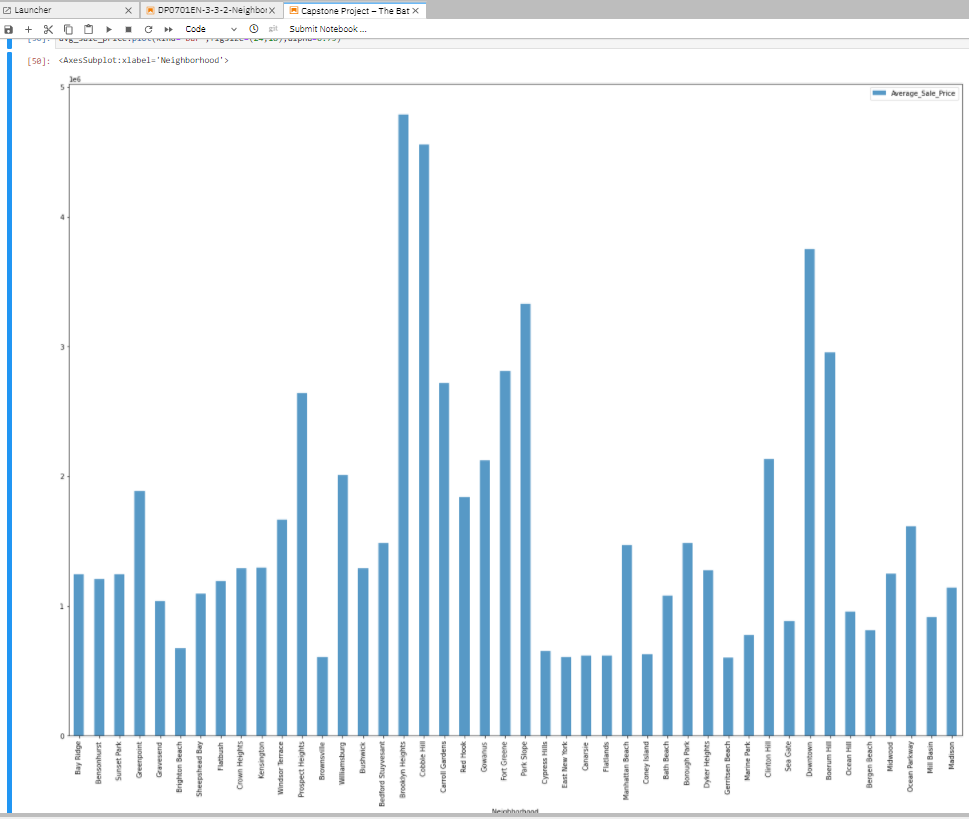 Launcher
DP0701EN-3-3-2-Neighbor
Capstone Project – The Bat
Code
git
Submit Notebook ...
[50]:
<AxesSubplot:xlabel='Neighborhood'>
1e6
Average_Sale_Price
5
4
3
2
1
0
Bay Ridge
Bensonhurst
Sunset Park
Greenpoint
Gravesend
Brighton Beach
Sheepshead Bay
Flatbush
Crown Heights
Kensington
Windsor Terrace
Prospect Heights
Brownsville
Williamsburg
Bushwick
Bedford Stuyvesant
Brooklyn Heights
Cobble Hill
Carroll Gardens
Red Hook
Gowanus
Fort Greene
Park Slope
Cypress Hills
East New York
Canarsie
Flatlands
Manhattan Beach
Coney Island
Bath Beach
Borough Park
Dyker Heights
Gerritsen Beach
Marine Park
Clinton Hill
Sea Gate
Downtown
Boerum Hill
Ocean Hill
Bergen Beach
Midwood
Ocean Parkway
Mill Basin
Madison
Neighborhood